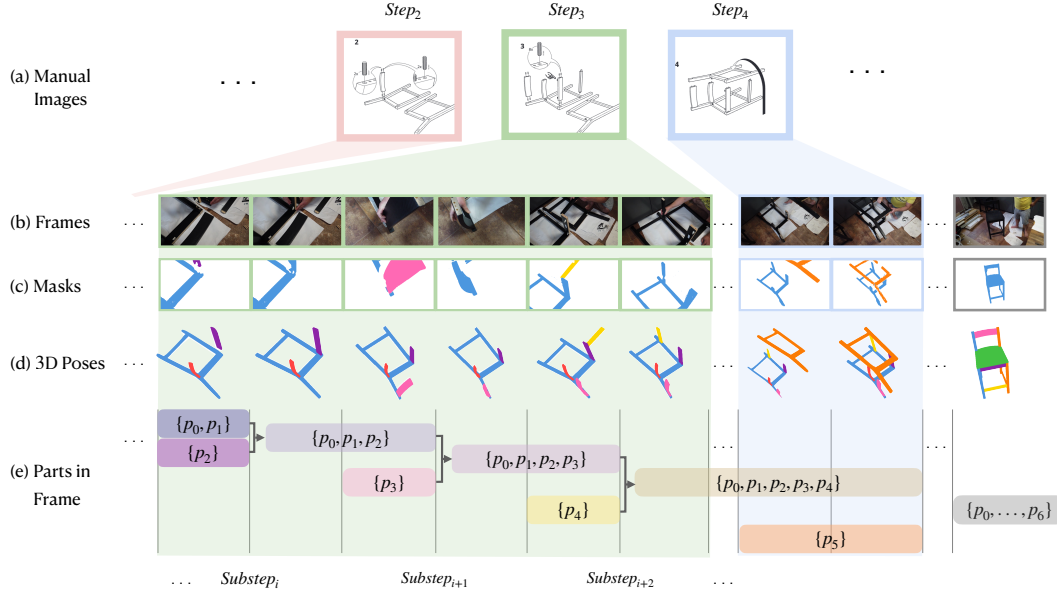 Step₂ Step₃ Step₄
2
3
4
(a) Manual
Images
. . .
. . .
(b) Frames
. . .
. . .
. . .
(c) Masks
. . .
. . .
. . .
(d) 3D Poses
. . .
. . .
. . .
(e) Parts in
Frame
. . .
{p₀, p₁}
{p₂}
{p₀, p₁, p₂}
{p₃}
{p₀, p₁, p₂, p₃}
{p₄}
. . .
{p₀, p₁, p₂, p₃, p₄}
{p₅}
. . .
{p₀, . . . , p₆}
. . . Substepᵢ Substepᵢ₊₁ Substepᵢ₊₂ . . .